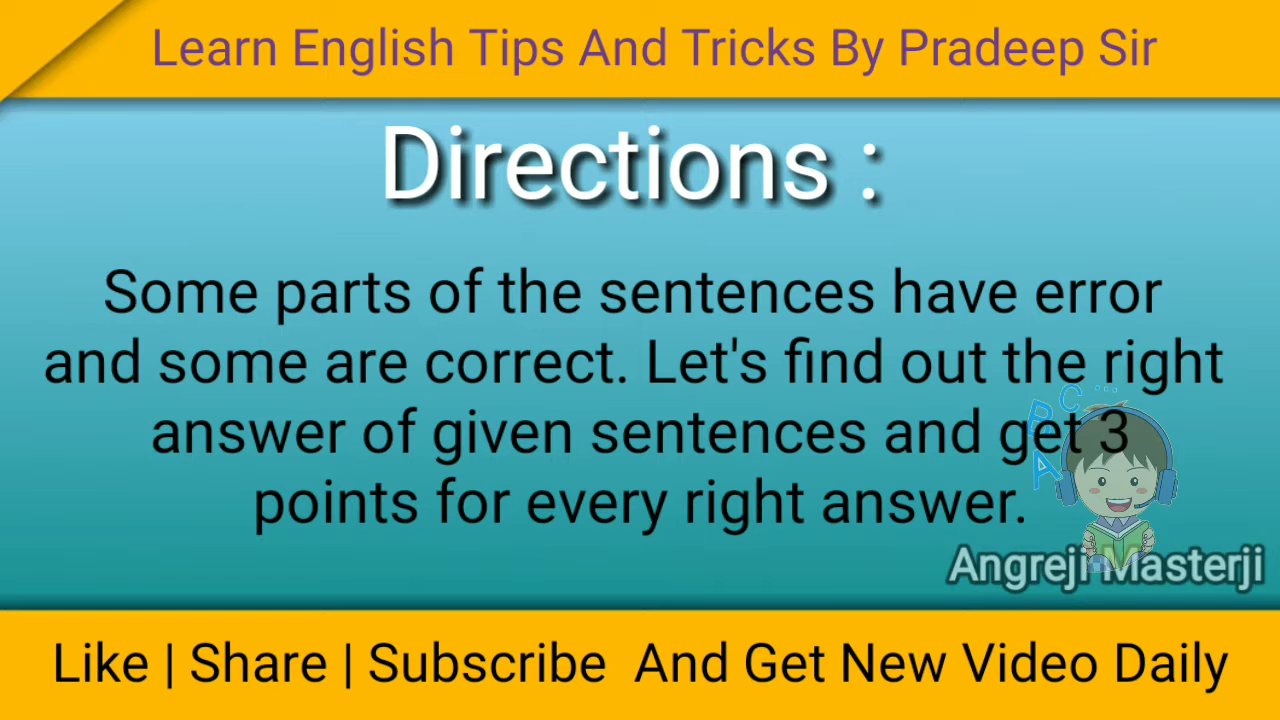 Learn English Tips And Tricks By Pradeep Sir
Directions :
Some parts of the sentences have error
and some are correct. Let's find out the right
answer of given sentences and get 3
points for every right answer.
A B C ...
Angreji Masterji
Like | Share | Subscribe And Get New Video Daily